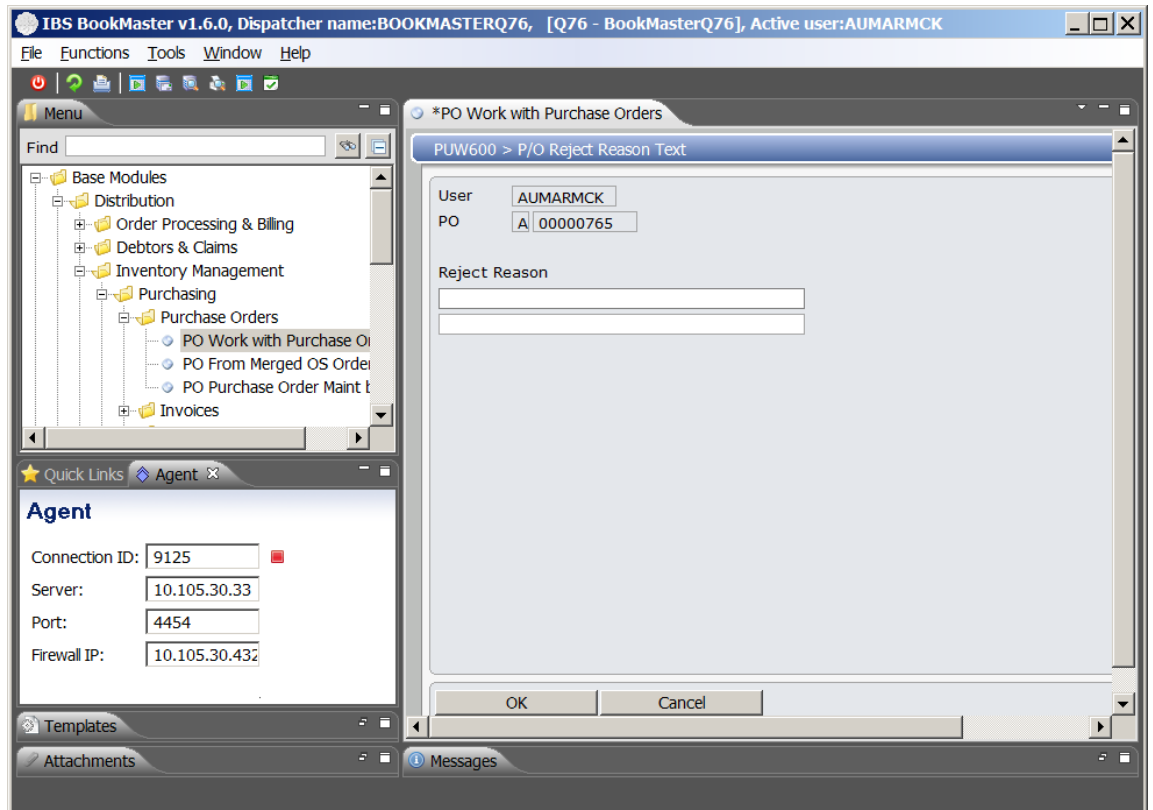 IBS BookMaster v1.6.0, Dispatcher name:BOOKMASTERQ76, [Q76 - BookMasterQ76], Active user:AUMARMCK
File Functions Tools Window Help
Menu
Find
Base Modules
Distribution
Order Processing & Billing
Debtors & Claims
Inventory Management
Purchasing
Purchase Orders
PO Work with Purchase Or
PO From Merged OS Order
PO Purchase Order Maint b
Invoices
Quick Links Agent
Agent
Connection ID: 9125
Server: 10.105.30.33
Port: 4454
Firewall IP: 10.105.30.432
Templates
Attachments
*PO Work with Purchase Orders
PUW600 > P/O Reject Reason Text
User AUMARMCK
PO A 00000765
Reject Reason
OK Cancel
Messages